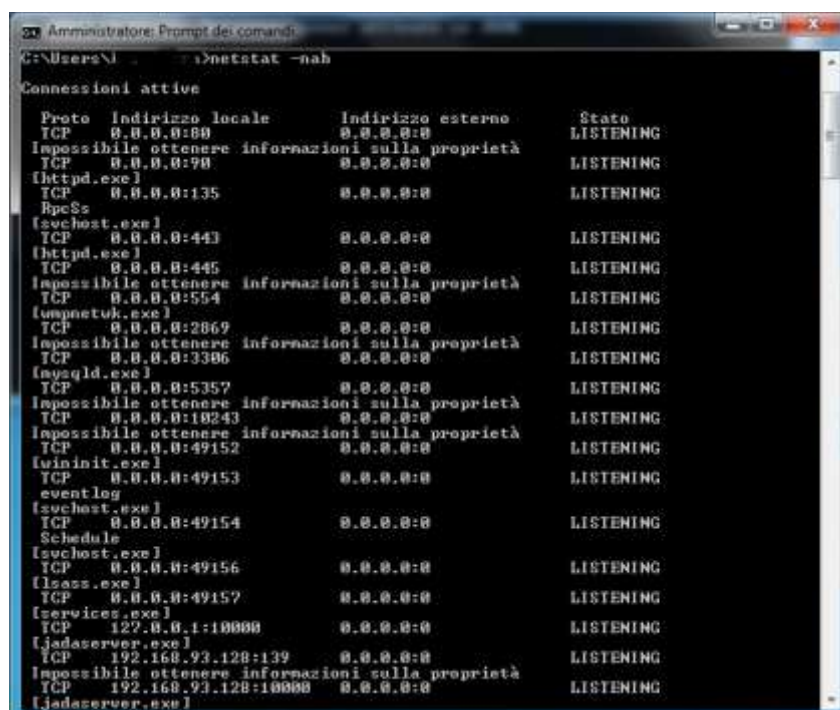 Amministratore: Prompt dei comandi
C:\Users\ >netstat -nab
Connessioni attive
Proto Indirizzo locale Indirizzo esterno Stato
TCP 0.0.0.0:80 0.0.0.0:0 LISTENING
Impossibile ottenere informazioni sulla proprietà
TCP 0.0.0.0:90 0.0.0.0:0 LISTENING
[httpd.exe]
TCP 0.0.0.0:135 0.0.0.0:0 LISTENING
RpcSs
[svchost.exe]
TCP 0.0.0.0:443 0.0.0.0:0 LISTENING
[httpd.exe]
TCP 0.0.0.0:445 0.0.0.0:0 LISTENING
Impossibile ottenere informazioni sulla proprietà
TCP 0.0.0.0:554 0.0.0.0:0 LISTENING
[wmpnetwk.exe]
TCP 0.0.0.0:2869 0.0.0.0:0 LISTENING
Impossibile ottenere informazioni sulla proprietà
TCP 0.0.0.0:3306 0.0.0.0:0 LISTENING
[mysqld.exe]
TCP 0.0.0.0:5357 0.0.0.0:0 LISTENING
Impossibile ottenere informazioni sulla proprietà
TCP 0.0.0.0:10243 0.0.0.0:0 LISTENING
Impossibile ottenere informazioni sulla proprietà
TCP 0.0.0.0:49152 0.0.0.0:0 LISTENING
[wininit.exe]
TCP 0.0.0.0:49153 0.0.0.0:0 LISTENING
eventlog
[svchost.exe]
TCP 0.0.0.0:49154 0.0.0.0:0 LISTENING
Schedule
[svchost.exe]
TCP 0.0.0.0:49156 0.0.0.0:0 LISTENING
[lsass.exe]
TCP 0.0.0.0:49157 0.0.0.0:0 LISTENING
[services.exe]
TCP 127.0.0.1:10000 0.0.0.0:0 LISTENING
[jadaserver.exe]
TCP 192.168.93.128:139 0.0.0.0:0 LISTENING
Impossibile ottenere informazioni sulla proprietà
TCP 192.168.93.128:10000 0.0.0.0:0 LISTENING
[jadaserver.exe]